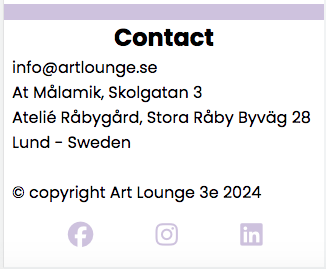 Contact
info@artlounge.se
At Målamik, Skolgatan 3
Atelié Råbygård, Stora Råby Byväg 28
Lund - Sweden
© copyright Art Lounge 3e 2024